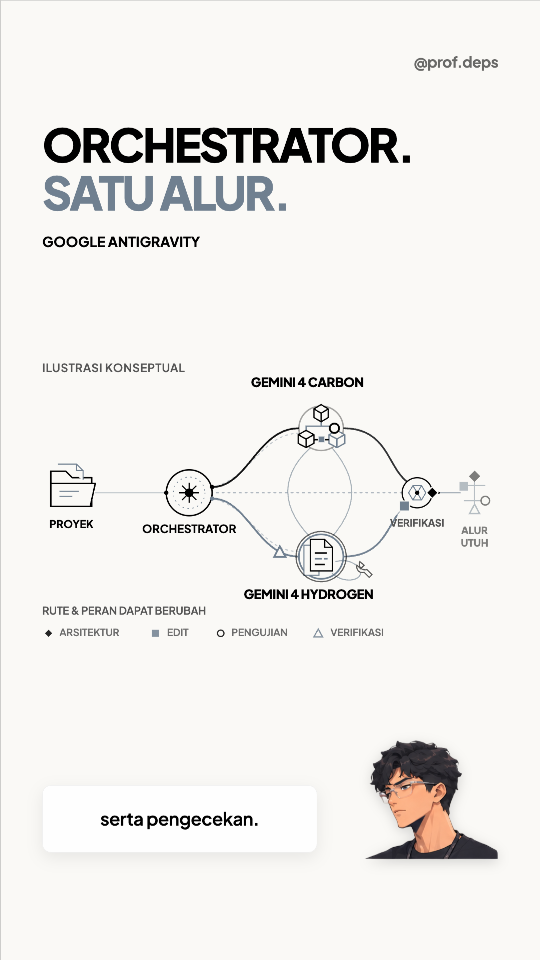 @prof.deps
ORCHESTRATOR.
SATU ALUR.
GOOGLE ANTIGRAVITY
ILUSTRASI KONSEPTUAL
GEMINI 4 CARBON
PROYEK
ORCHESTRATOR
VERIFIKASI
ALUR
UTUH
GEMINI 4 HYDROGEN
RUTE & PERAN DAPAT BERUBAH
ARSITEKTUR
EDIT
PENGUJIAN
VERIFIKASI
serta pengecekan.